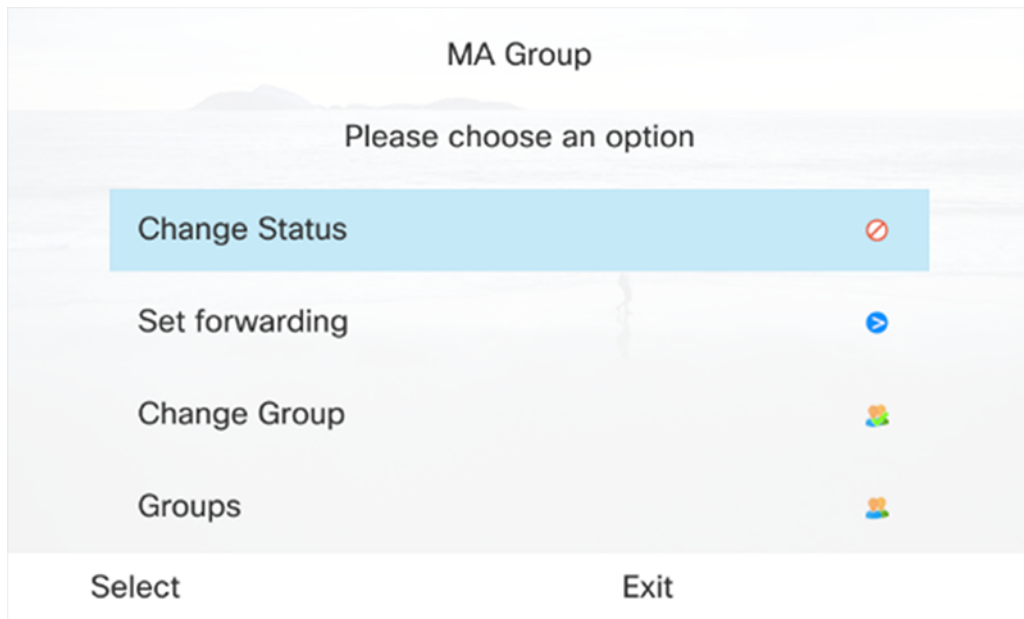 MA Group
Please choose an option
Change Status
Set forwarding
Change Group
Groups
Select Exit